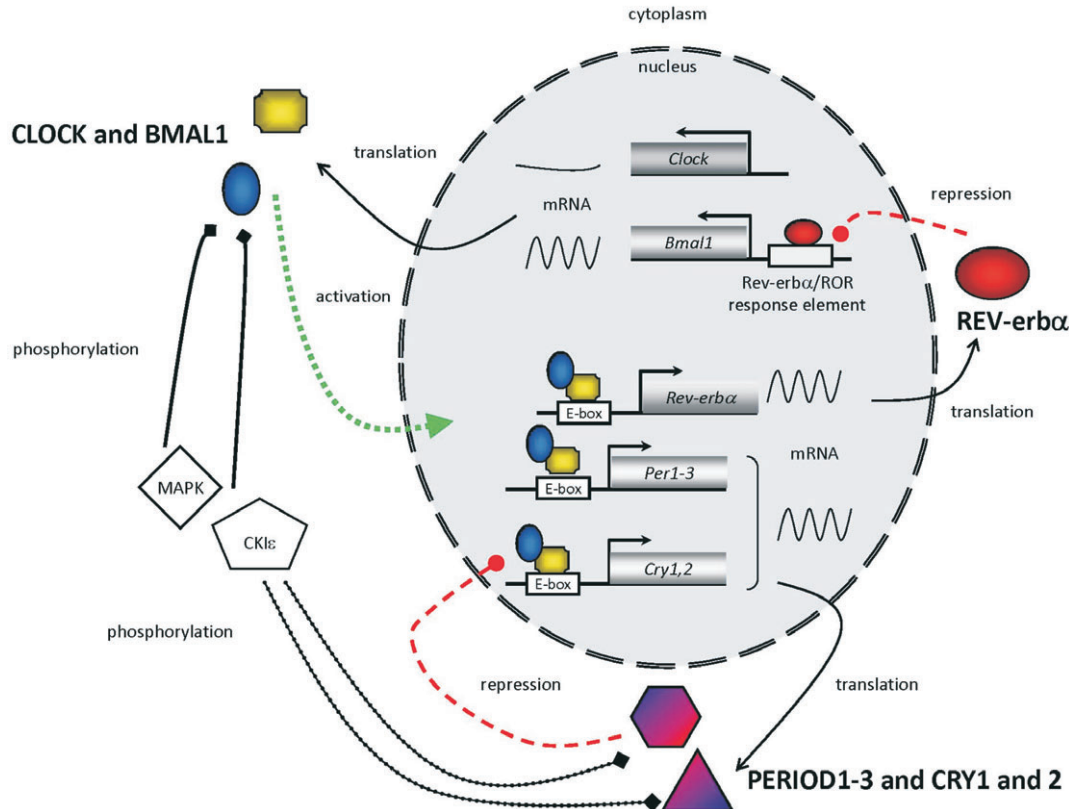 cytoplasm
nucleus
CLOCK and BMAL1
translation
Clock
mRNA
repression
Bmal1
Rev-erbα/ROR
response element
REV-erbα
activation
phosphorylation
Rev-erbα
E-box
translation
Per1-3
mRNA
E-box
MAPK
CKIε
Cry1,2
E-box
phosphorylation
repression
translation
PERIOD1-3 and CRY1 and 2